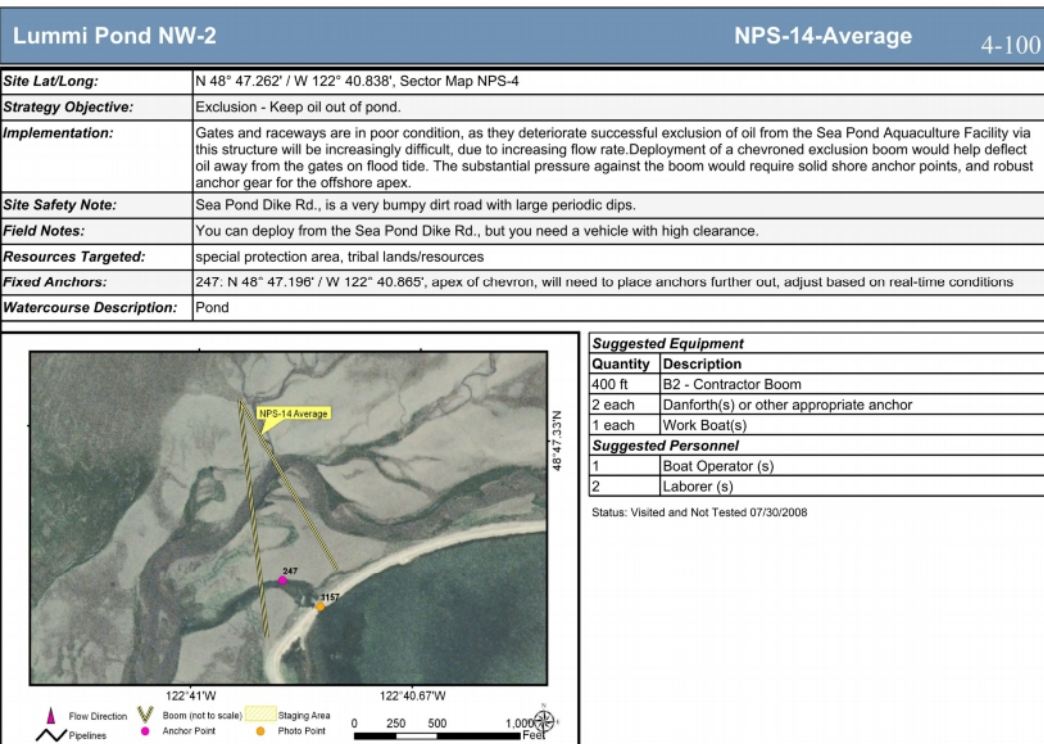 Lummi Pond NW-2
NPS-14-Average
4-100
Site Lat/Long: N 48° 47.262' / W 122° 40.838', Sector Map NPS-4
Strategy Objective: Exclusion - Keep oil out of pond.
Implementation: Gates and raceways are in poor condition, as they deteriorate successful exclusion of oil from the Sea Pond Aquaculture Facility via
this structure will be increasingly difficult, due to increasing flow rate.Deployment of a chevroned exclusion boom would help deflect
oil away from the gates on flood tide. The substantial pressure against the boom would require solid shore anchor points, and robust
anchor gear for the offshore apex.
Site Safety Note: Sea Pond Dike Rd., is a very bumpy dirt road with large periodic dips.
Field Notes: You can deploy from the Sea Pond Dike Rd., but you need a vehicle with high clearance.
Resources Targeted: special protection area, tribal lands/resources
Fixed Anchors: 247: N 48° 47.196' / W 122° 40.865', apex of chevron, will need to place anchors further out, adjust based on real-time conditions
Watercourse Description: Pond
NPS-14 Average
247
3157
48°47.33'N
122°41'W
122°40.67'W
Flow Direction
Boom (not to scale)
Staging Area
Pipelines
Anchor Point
Photo Point
0 250 500 1,000
Feet
Suggested Equipment
Quantity Description
400 ft B2 - Contractor Boom
2 each Danforth(s) or other appropriate anchor
1 each Work Boat(s)
Suggested Personnel
1 Boat Operator (s)
2 Laborer (s)
Status: Visited and Not Tested 07/30/2008